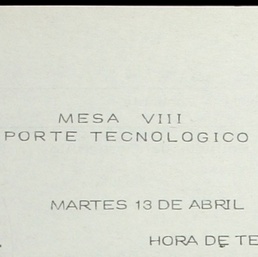 MESA VIII
PORTE TECNOLOGICO
MARTES 13 DE ABRIL
HORA DE TE